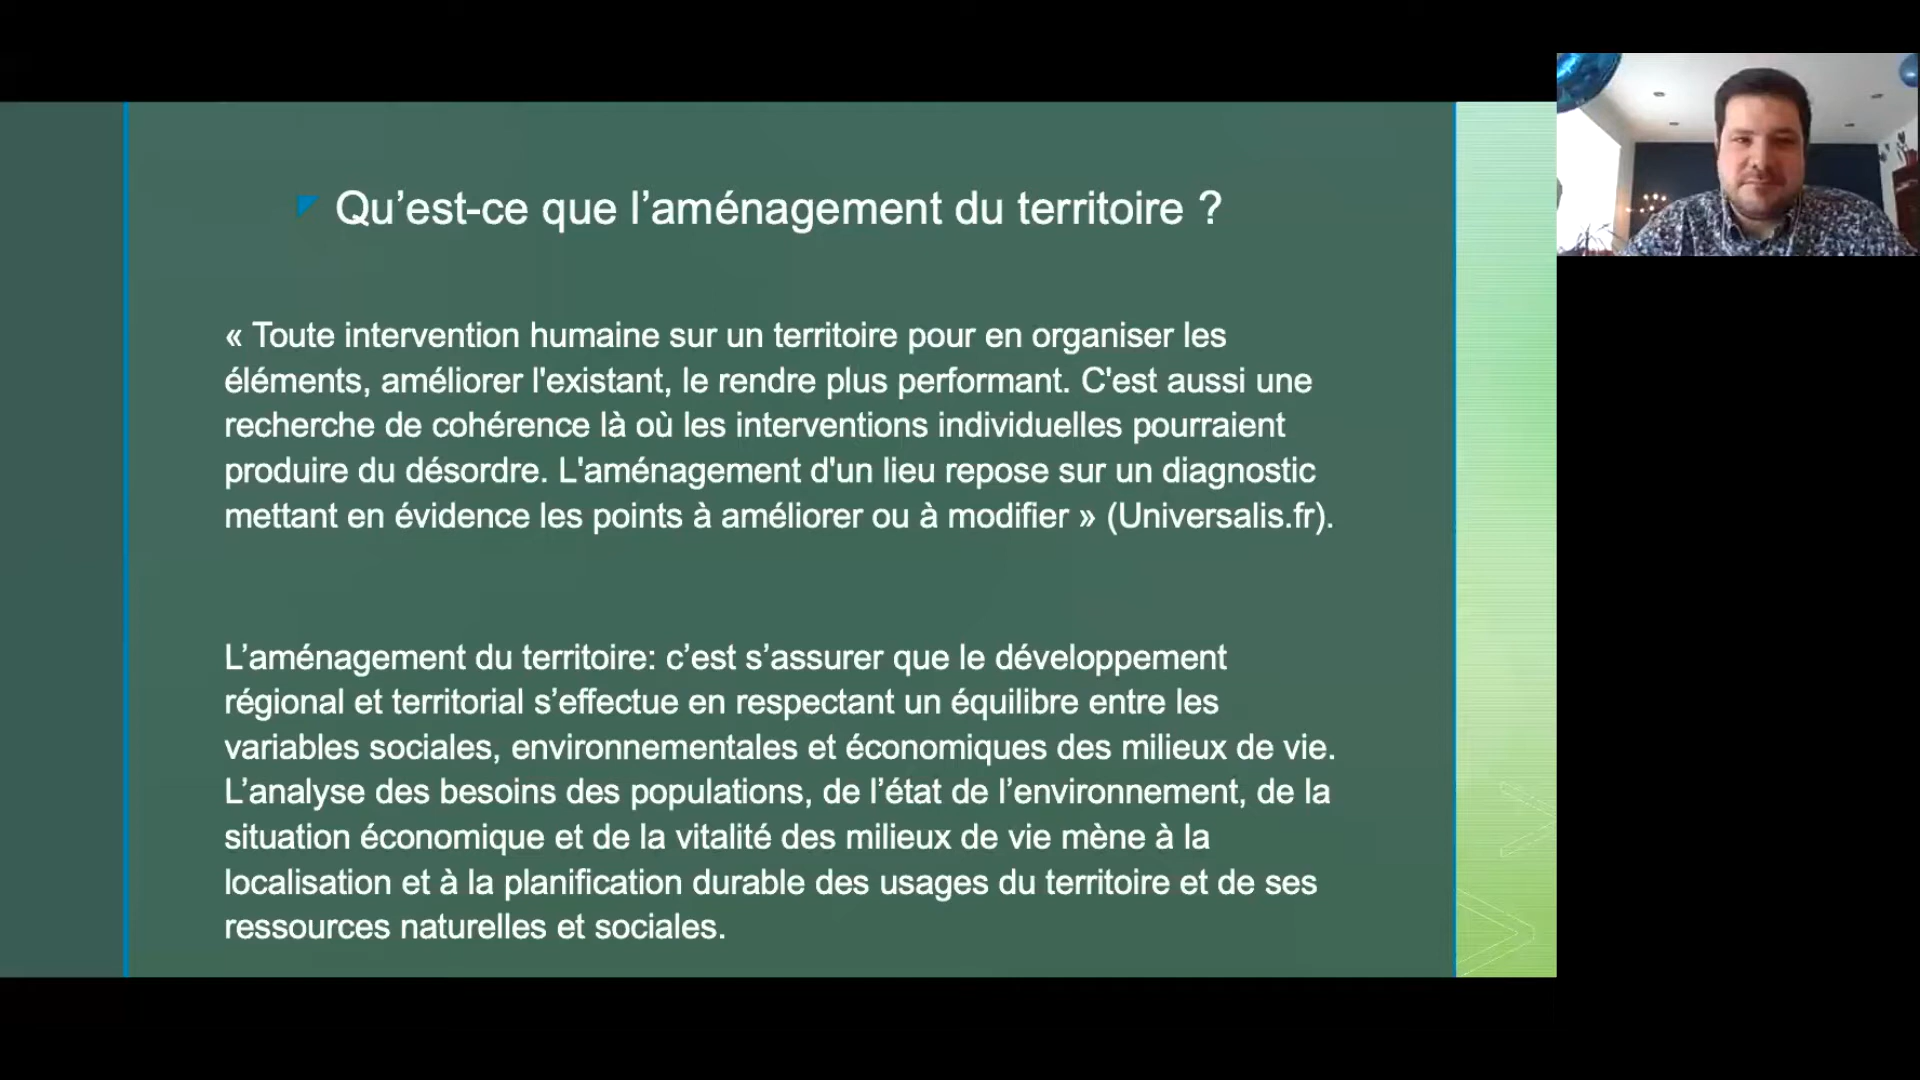 Qu’est-ce que l’aménagement du territoire ?
« Toute intervention humaine sur un territoire pour en organiser les
éléments, améliorer l'existant, le rendre plus performant. C'est aussi une
recherche de cohérence là où les interventions individuelles pourraient
produire du désordre. L'aménagement d'un lieu repose sur un diagnostic
mettant en évidence les points à améliorer ou à modifier » (Universalis.fr).
L’aménagement du territoire: c’est s’assurer que le développement
régional et territorial s’effectue en respectant un équilibre entre les
variables sociales, environnementales et économiques des milieux de vie.
L’analyse des besoins des populations, de l’état de l’environnement, de la
situation économique et de la vitalité des milieux de vie mène à la
localisation et à la planification durable des usages du territoire et de ses
ressources naturelles et sociales.